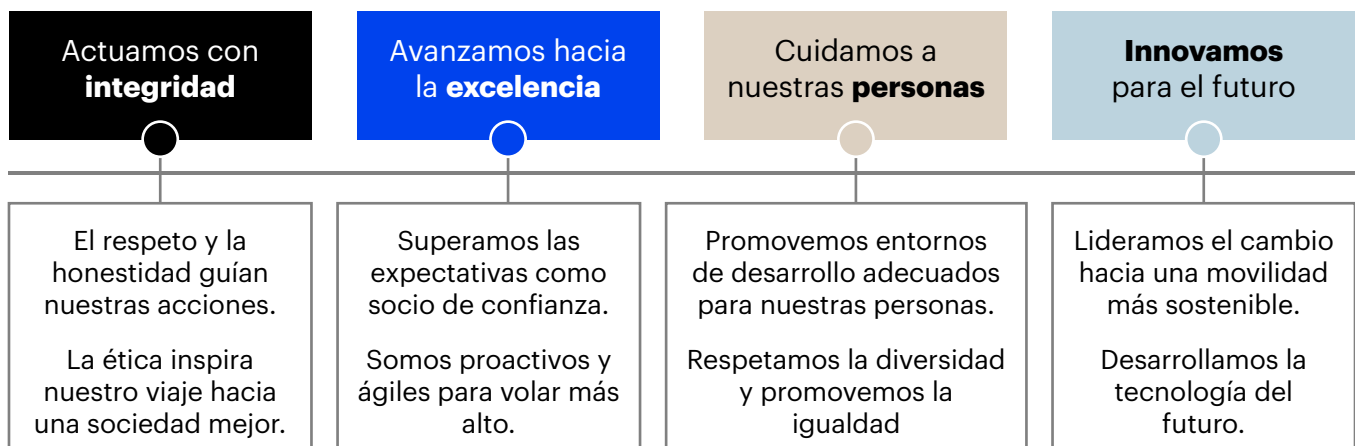 Actuamos con
integridad
Avanzamos hacia
la excelencia
Cuidamos a
nuestras personas
Innovamos
para el futuro
El respeto y la
honestidad guían
nuestras acciones.
La ética inspira
nuestro viaje hacia
una sociedad mejor.
Superamos las
expectativas como
socio de confianza.
Somos proactivos y
ágiles para volar más
alto.
Promovemos entornos
de desarrollo adecuados
para nuestras personas.
Respetamos la diversidad
y promovemos la
igualdad
Lideramos el cambio
hacia una movilidad
más sostenible.
Desarrollamos la
tecnología del
futuro.